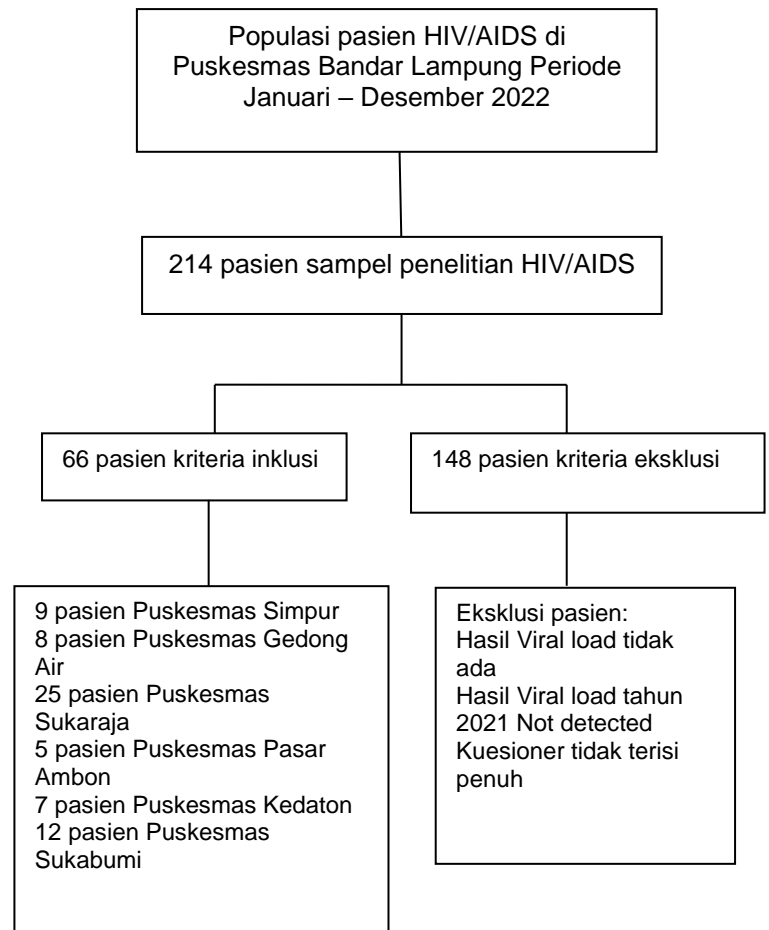 Populasi pasien HIV/AIDS di
Puskesmas Bandar Lampung Periode
Januari – Desember 2022
214 pasien sampel penelitian HIV/AIDS
66 pasien kriteria inklusi
148 pasien kriteria eksklusi
9 pasien Puskesmas Simpur
8 pasien Puskesmas Gedong
Air
25 pasien Puskesmas
Sukaraja
5 pasien Puskesmas Pasar
Ambon
7 pasien Puskesmas Kedaton
12 pasien Puskesmas
Sukabumi
Eksklusi pasien:
Hasil Viral load tidak
ada
Hasil Viral load tahun
2021 Not detected
Kuesioner tidak terisi
penuh